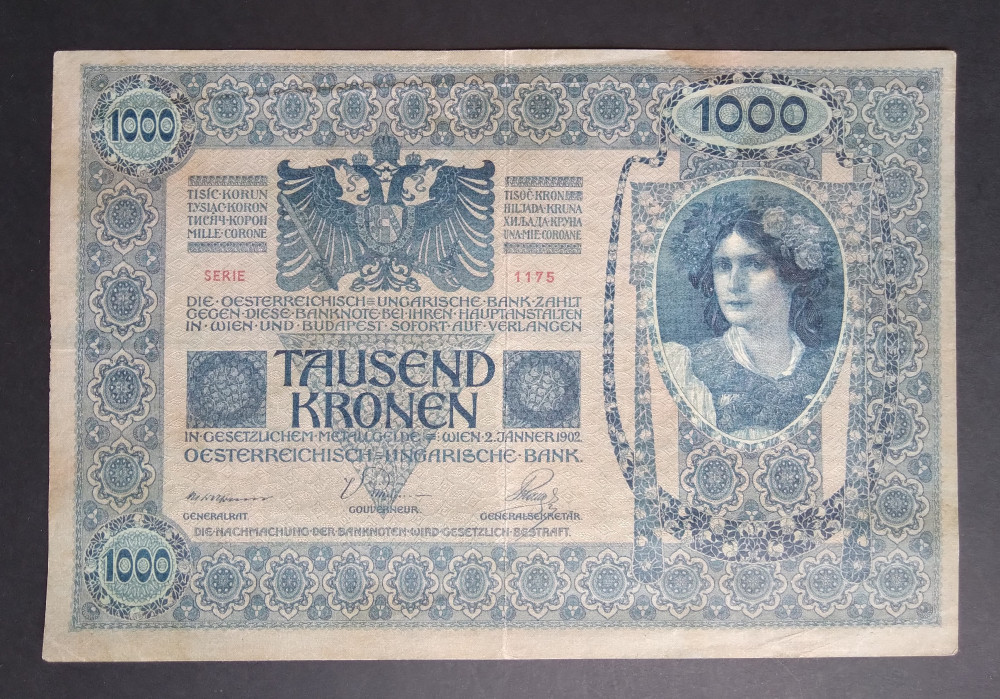 1000
1000
TISÍC·KORUN
TYSIĄC·KORON
ТИСЯЧ·КОРОН
MILLE·CORONE
TISOČ·KRON
HILJADA·KRUNA
ХИЉАДА·КРУНА
UNA·MIE·COROANE
SERIE 1175
DIE·OESTERREICHISCH=UNGARISCHE·BANK·ZAHLT
GEGEN·DIESE·BANKNOTE·BEI·IHREN·HAUPTANSTALTEN
IN·WIEN·UND·BUDAPEST·SOFORT·AUF·VERLANGEN
TAUSEND
KRONEN
IN·GESETZLICHEM·METALLGELDE=:WIEN·2.JÄNNER 1902
OESTERREICHISCH=UNGARISCHE·BANK.
GENERALRAT.
GOUVERNEUR.
GENERALSEKRETÄR.
DIE·NACHMACHUNG·DER·BANKNOTEN·WIRD·GESETZLICH·BESTRAFT.
1000